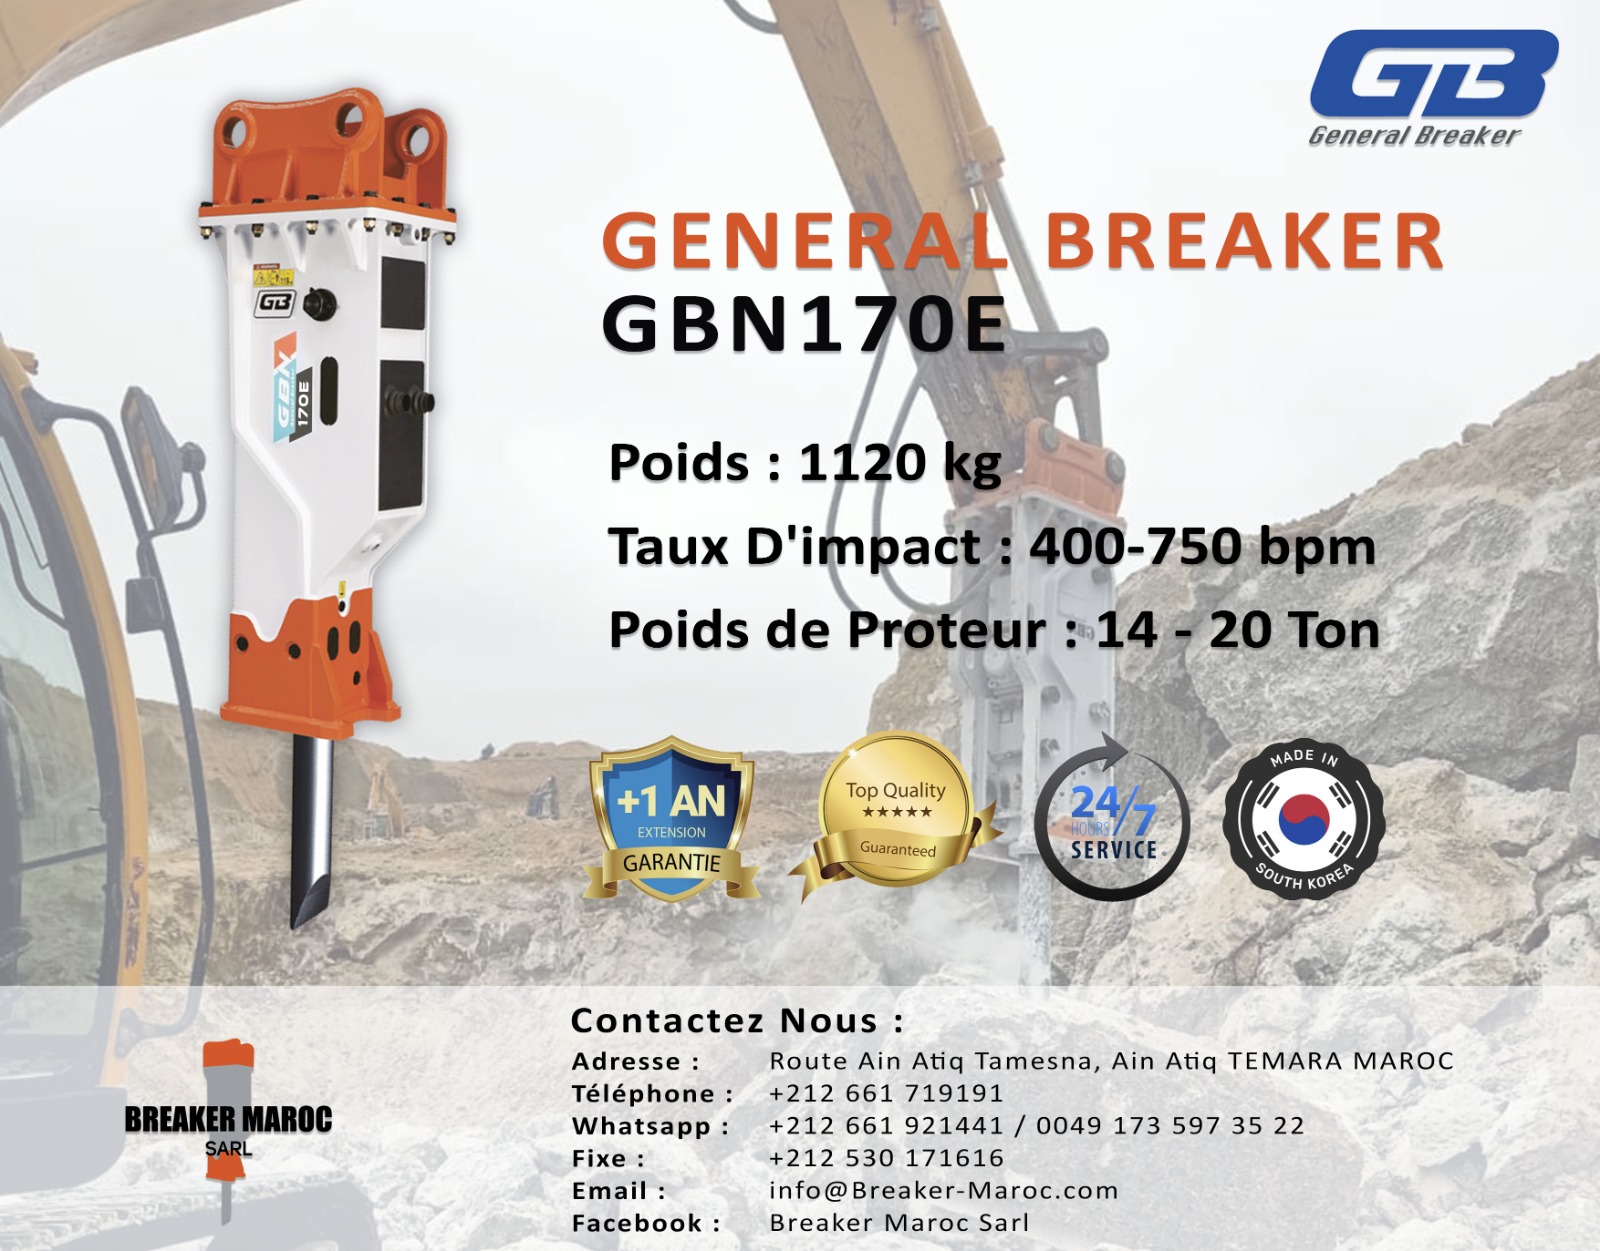 GB
General Breaker
GENERAL BREAKER
GBN170E
GB
GBN
170E
Poids : 1120 kg
Taux D'impact : 400-750 bpm
Poids de Proteur : 14 - 20 Ton
+1 AN
EXTENSION
GARANTIE
Top Quality
★★★★★
Guaranteed
24/7
HOURS
SERVICE
MADE IN
SOUTH KOREA
Contactez Nous :
Adresse : Route Ain Atiq Tamesna, Ain Atiq TEMARA MAROC
Téléphone : +212 661 719191
Whatsapp : +212 661 921441 / 0049 173 597 35 22
Fixe : +212 530 171616
Email : info@Breaker-Maroc.com
Facebook : Breaker Maroc Sarl
BREAKER MAROC
SARL